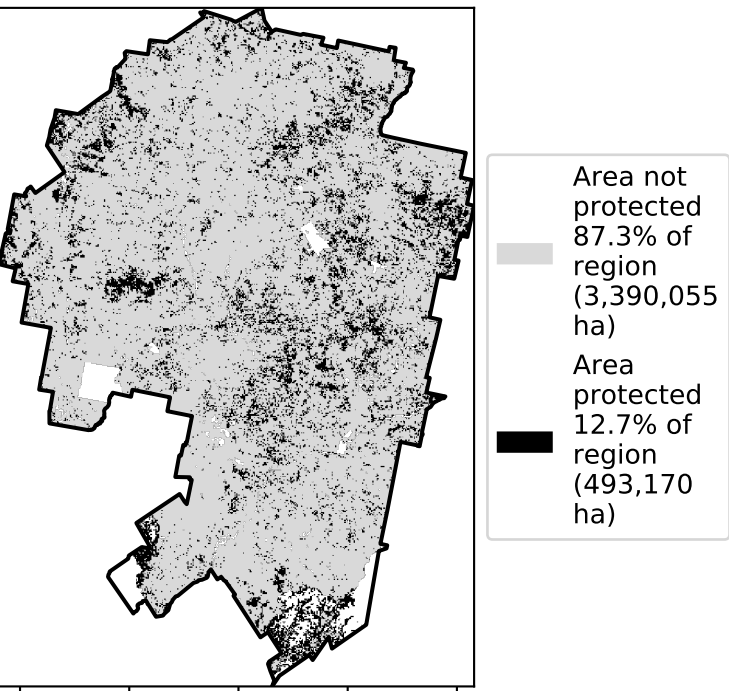 Area not
protected
87.3% of
region
(3,390,055
ha)
Area
protected
12.7% of
region
(493,170
ha)